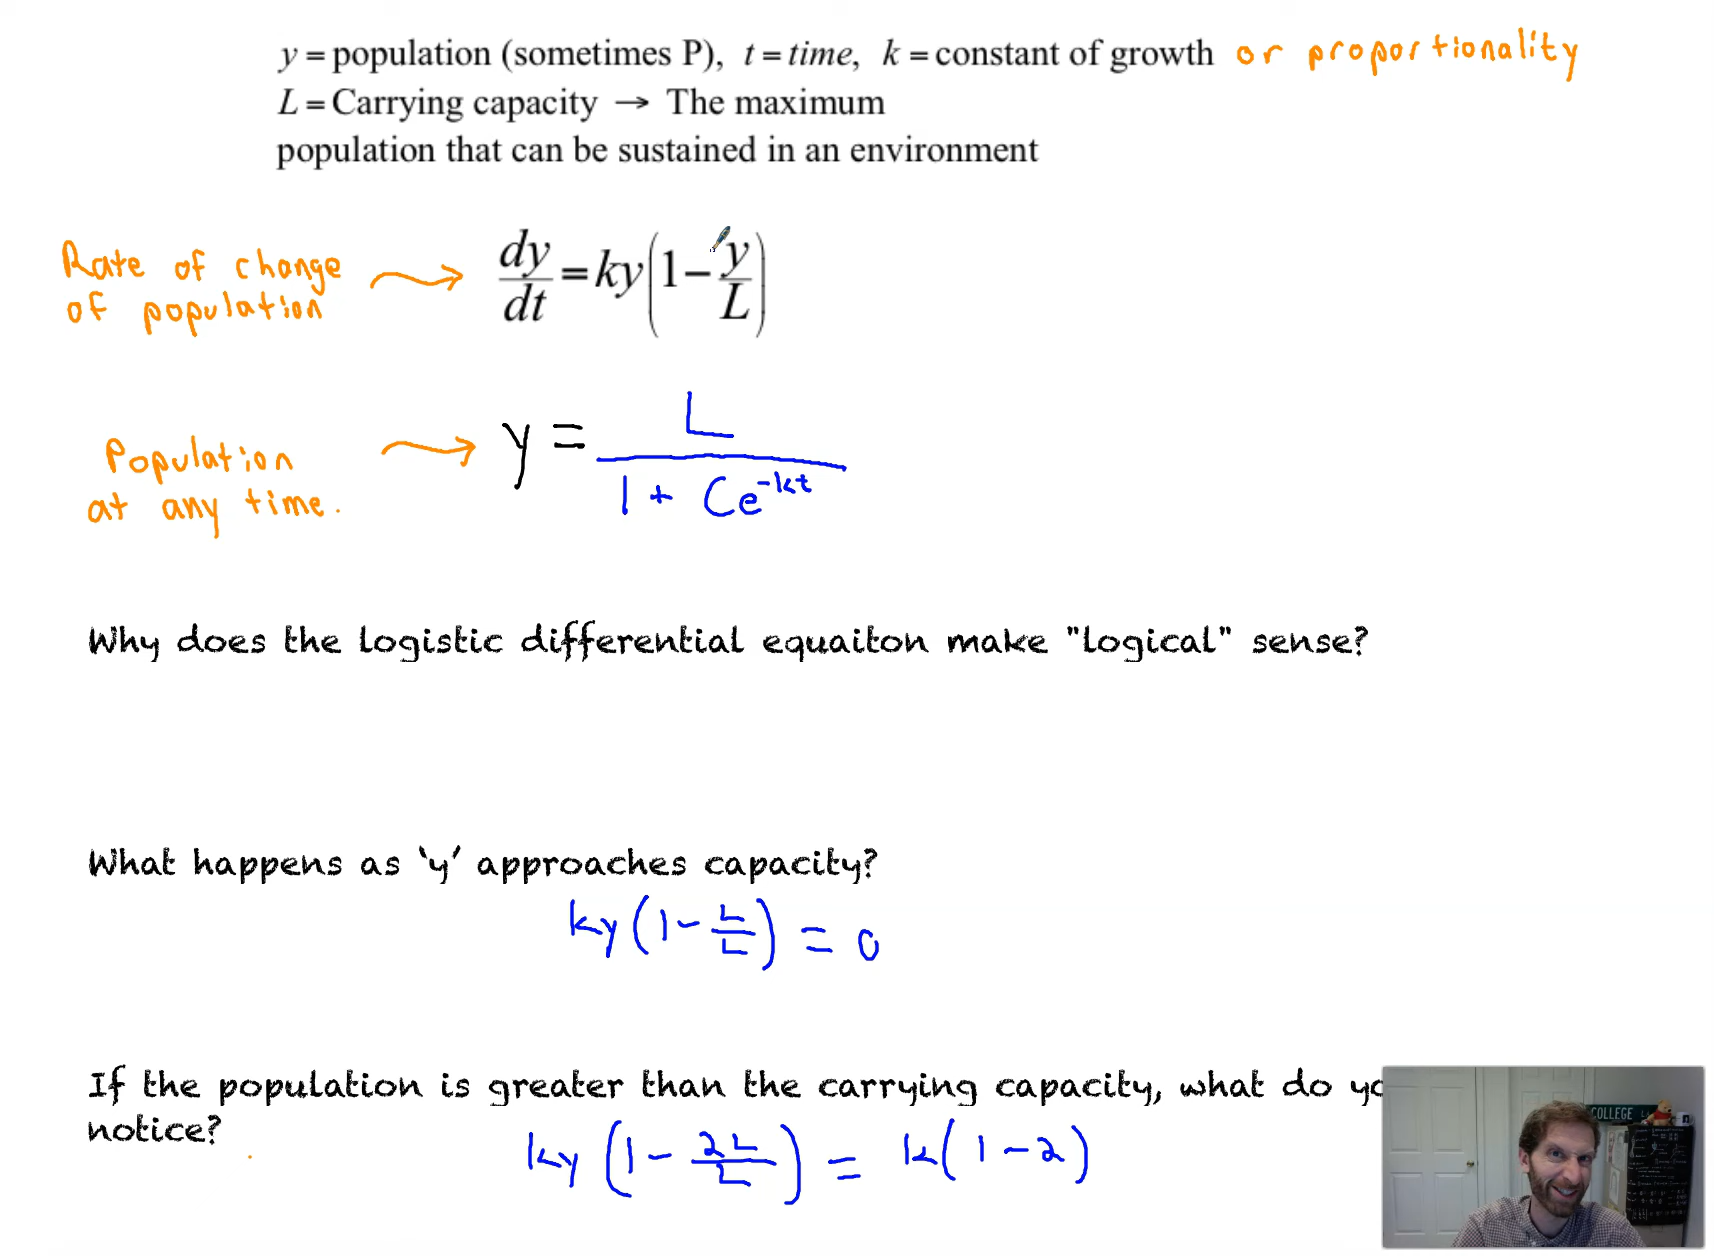 y = population (sometimes P), t = time, k = constant of growth or proportionality
L = Carrying capacity → The maximum
population that can be sustained in an environment
Rate of change
of population
dy/dt = ky(1 - y/L)
Population
at any time.
y = L / (1 + Ce^-kt)
Why does the logistic differential equaiton make "logical" sense?
What happens as 'y' approaches capacity?
ky(1 - L/L) = 0
If the population is greater than the carrying capacity, what do yo
notice?
ky(1 - 2L/L) = k(1 - 2)
COLLEGE